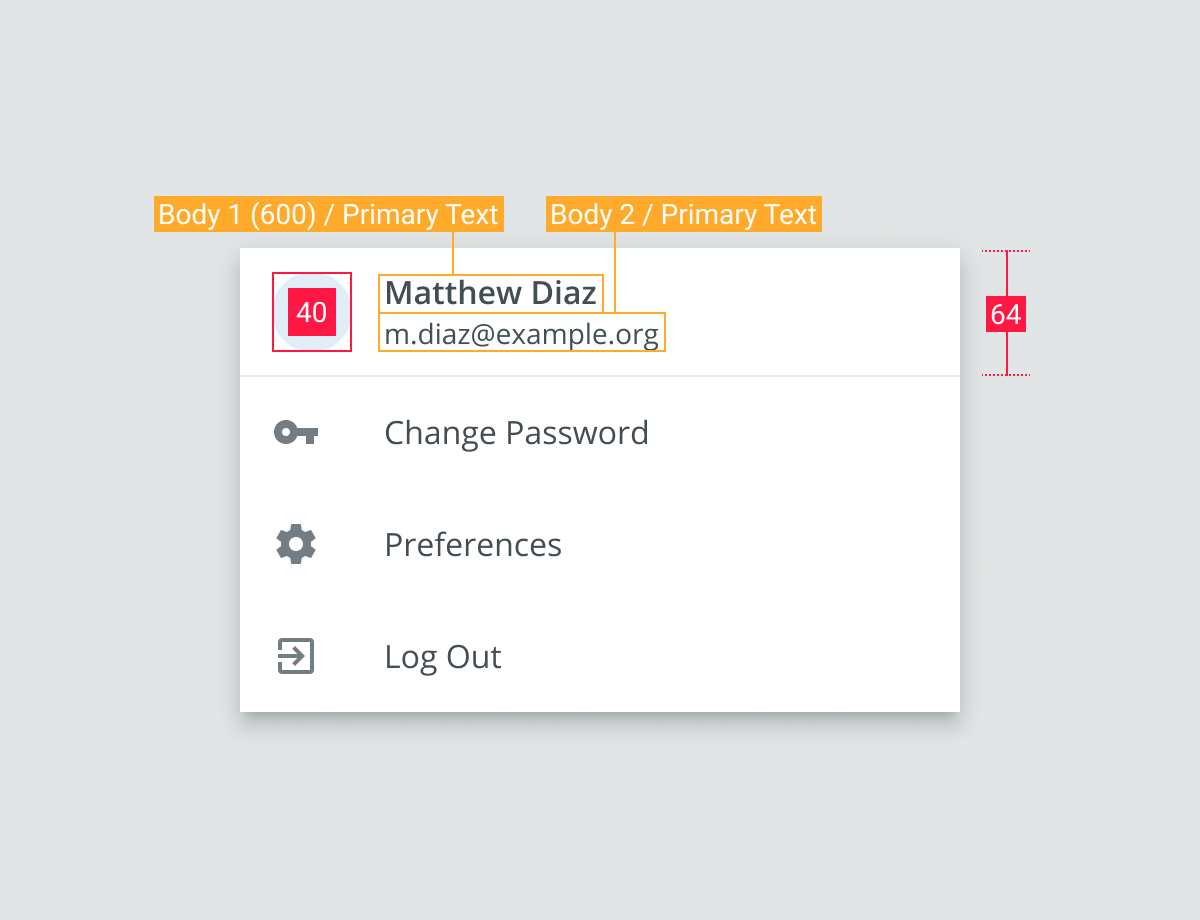 Body 1 (600) / Primary Text
Body 2 / Primary Text
40
Matthew Diaz
m.diaz@example.org
64
Change Password
Preferences
Log Out